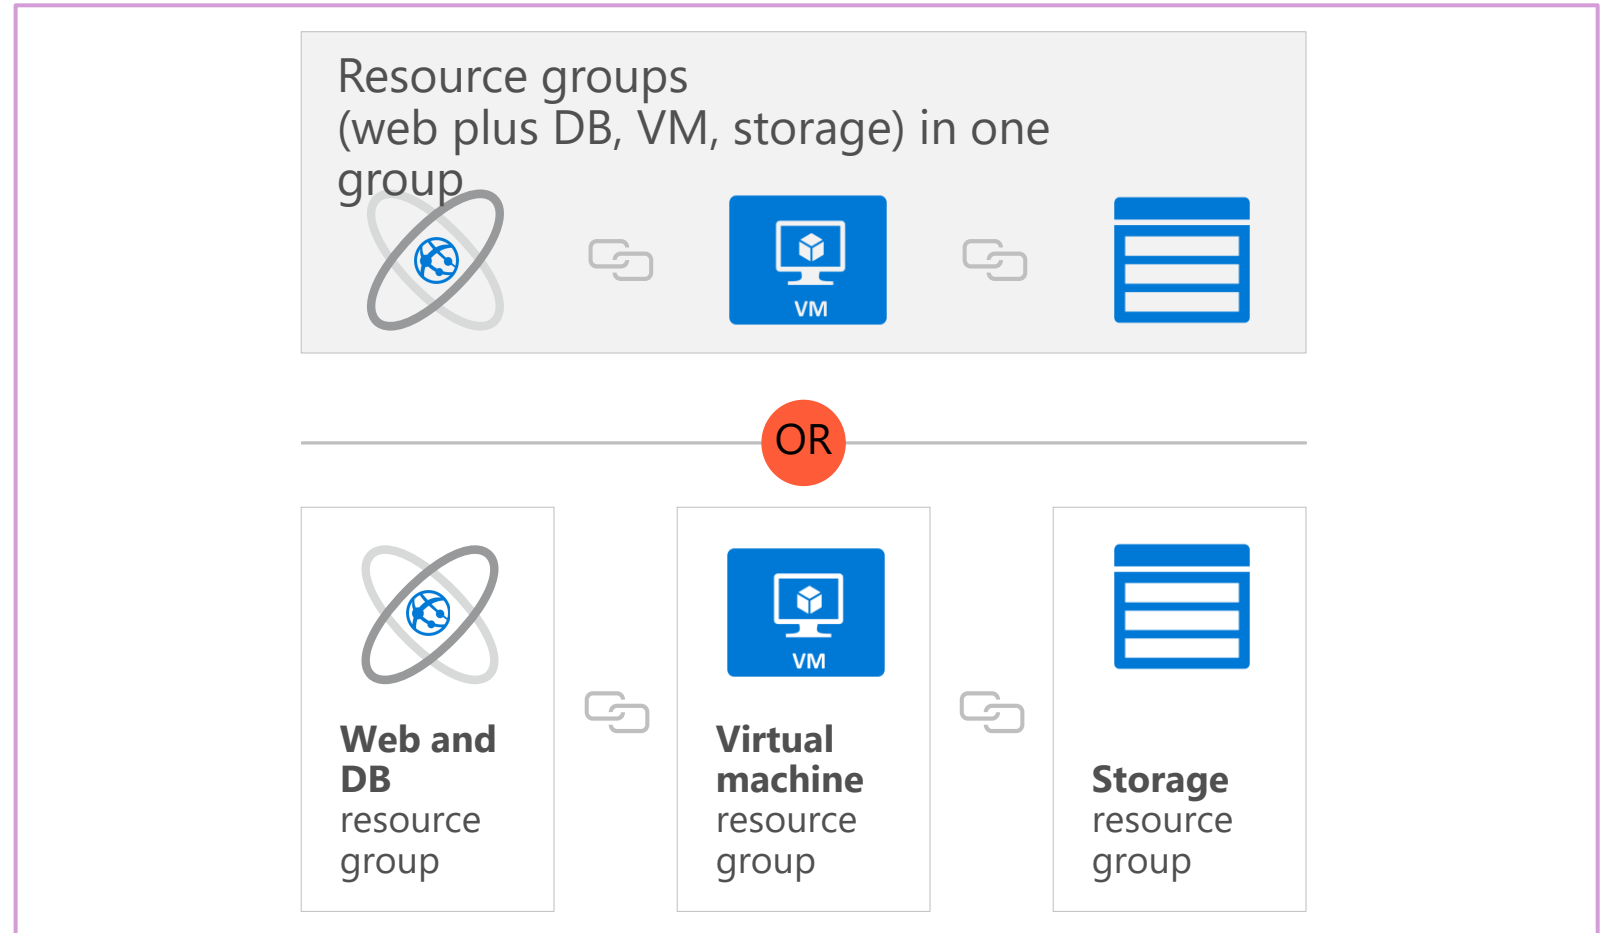 Resource groups
(web plus DB, VM, storage) in one
group
VM
OR
Web and
DB
resource
group
VM
Virtual
machine
resource
group
Storage
resource
group